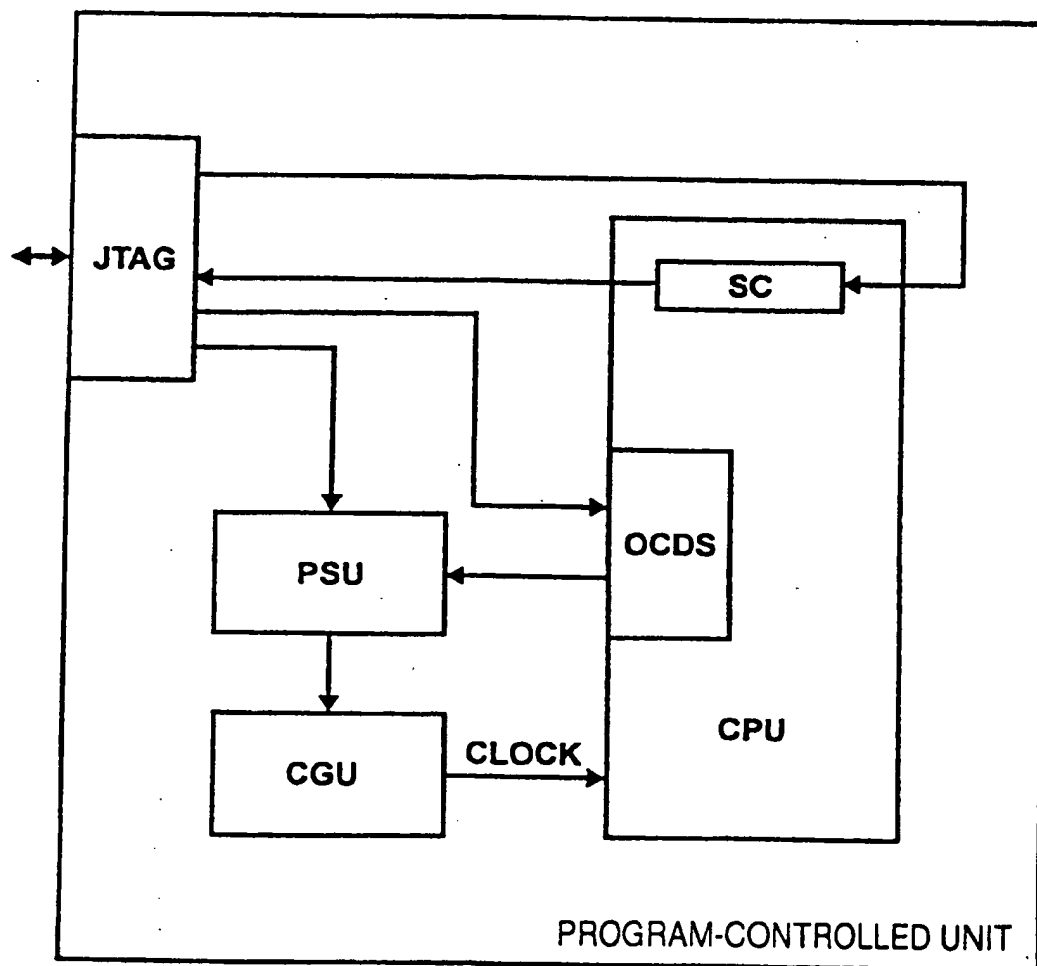 JTAG
SC
OCDS
PSU
CPU
CLOCK
CGU
PROGRAM-CONTROLLED UNIT